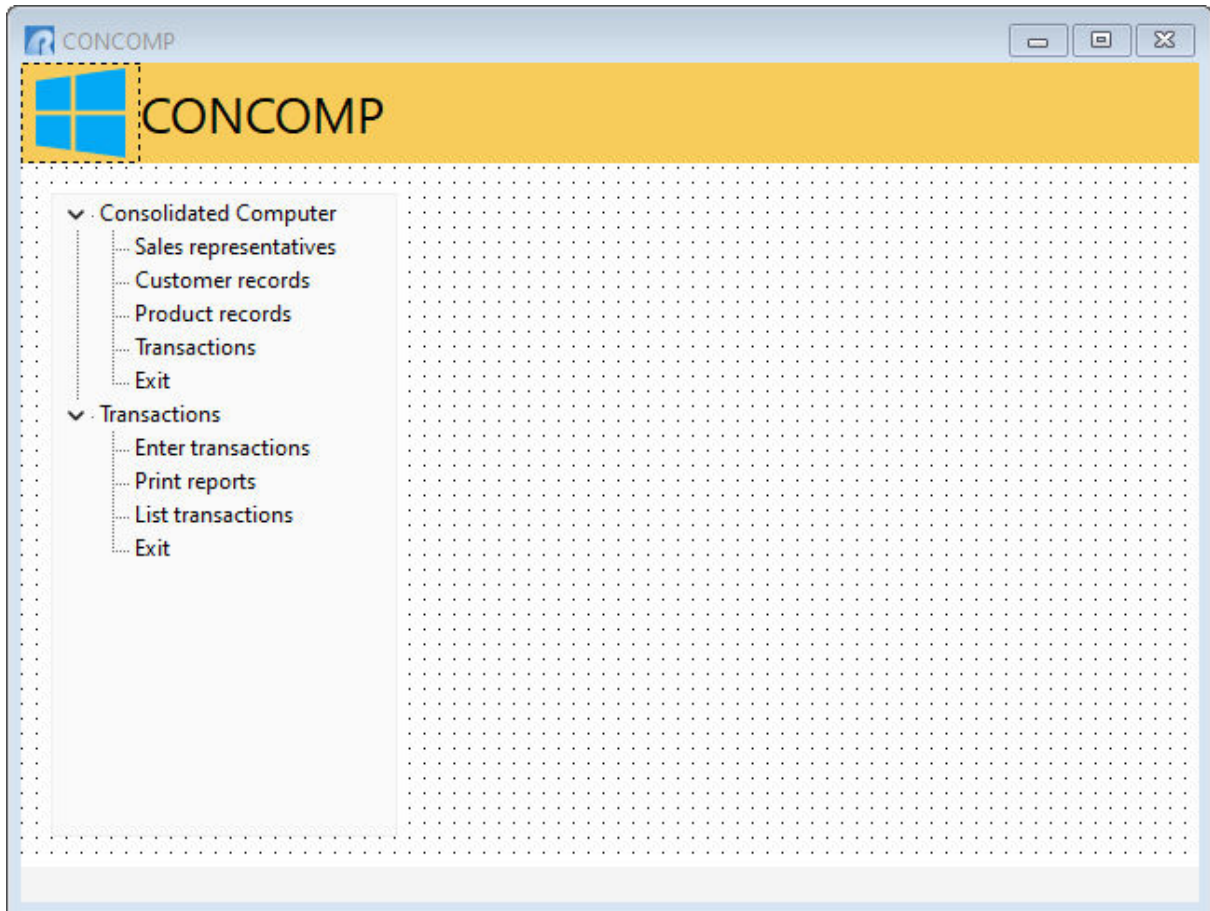 CONCOMP
CONCOMP
Consolidated Computer
Sales representatives
Customer records
Product records
Transactions
Exit
Transactions
Enter transactions
Print reports
List transactions
Exit